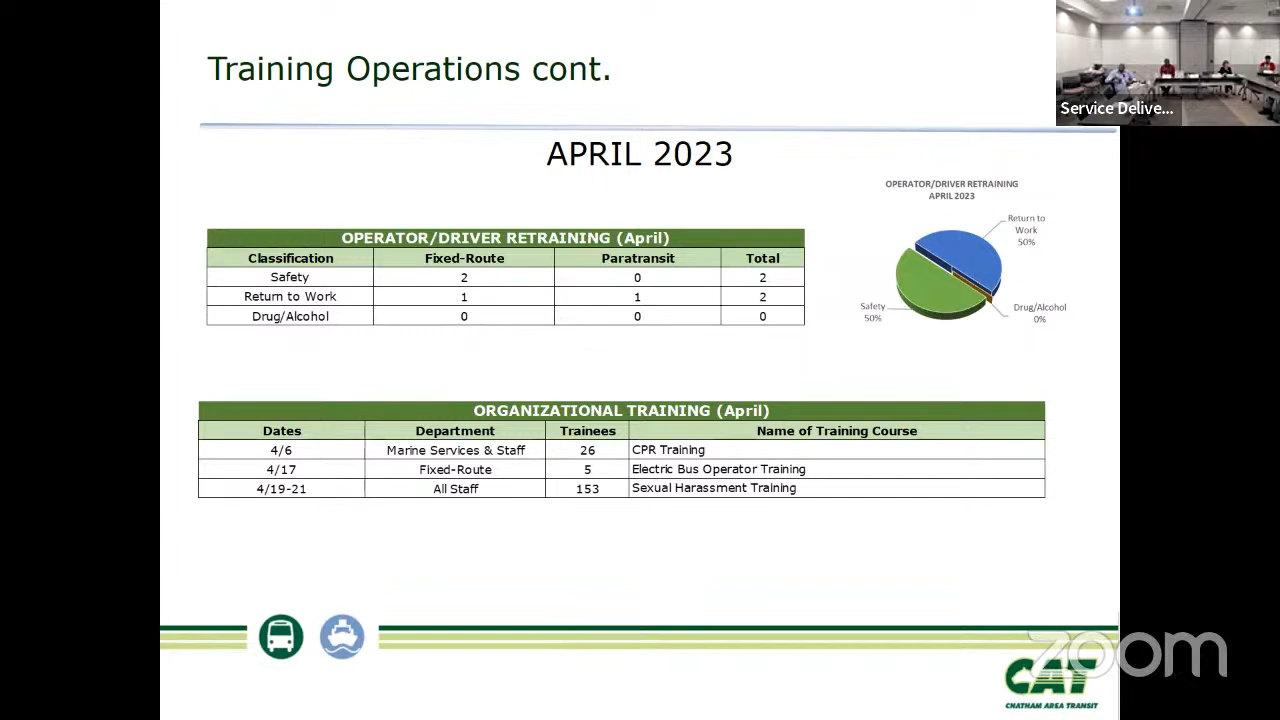 Training Operations cont.
Service Delive...
APRIL 2023
OPERATOR/DRIVER RETRAINING
APRIL 2023
Return to
Work
50%
Safety
50%
Drug/Alcohol
0%
OPERATOR/DRIVER RETRAINING (April)
Classification Fixed-Route Paratransit Total
Safety 2 0 2
Return to Work 1 1 2
Drug/Alcohol 0 0 0
ORGANIZATIONAL TRAINING (April)
Dates Department Trainees Name of Training Course
4/6 Marine Services & Staff 26 CPR Training
4/17 Fixed-Route 5 Electric Bus Operator Training
4/19-21 All Staff 153 Sexual Harassment Training
zoom
CAT
CHATHAM AREA TRANSIT